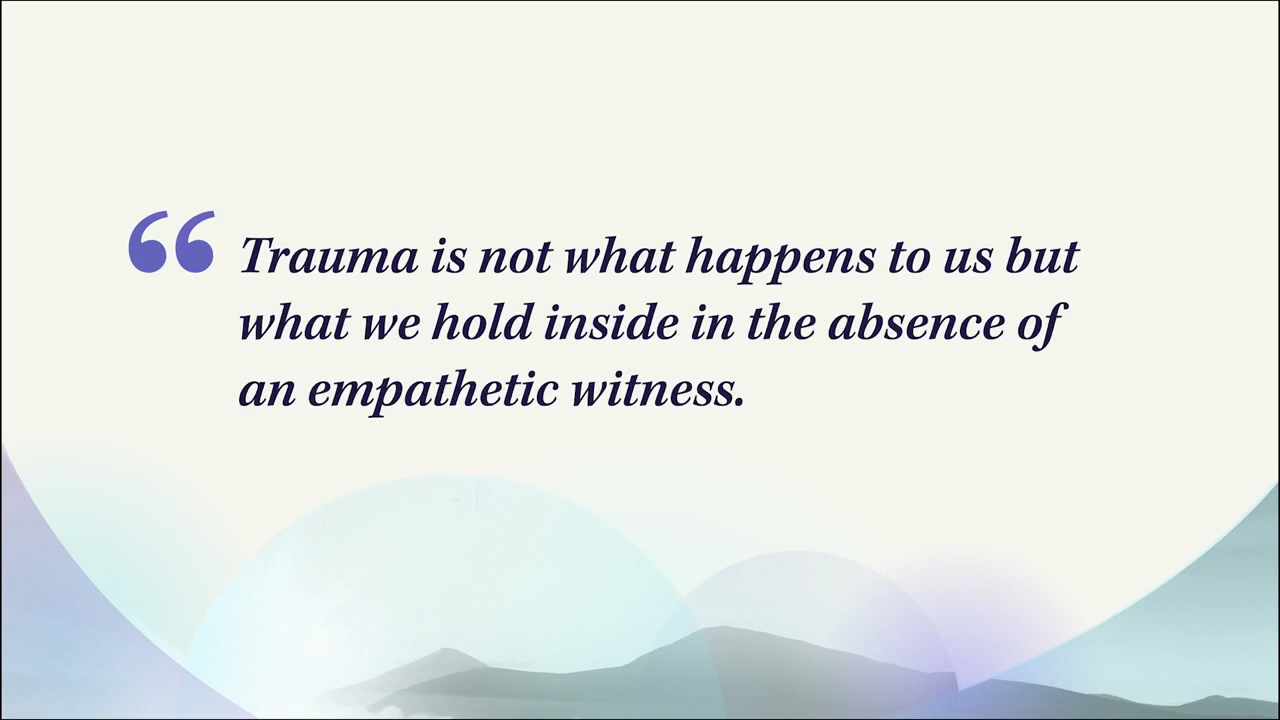 “Trauma is not what happens to us but
what we hold inside in the absence of
an empathetic witness.